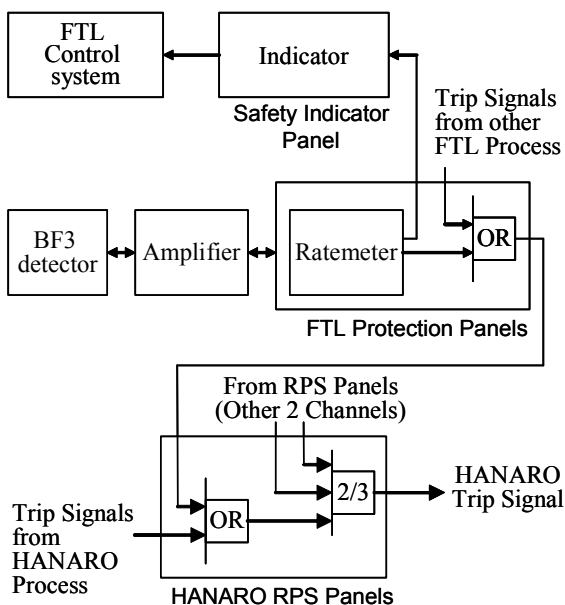 FTL
Control
system
Indicator
Safety Indicator
Panel
Trip Signals
from other
FTL Process
BF3
detector
Amplifier
Ratemeter
OR
FTL Protection Panels
From RPS Panels
(Other 2 Channels)
2/3
HANARO
Trip Signal
OR
Trip Signals
from
HANARO
Process
HANARO RPS Panels